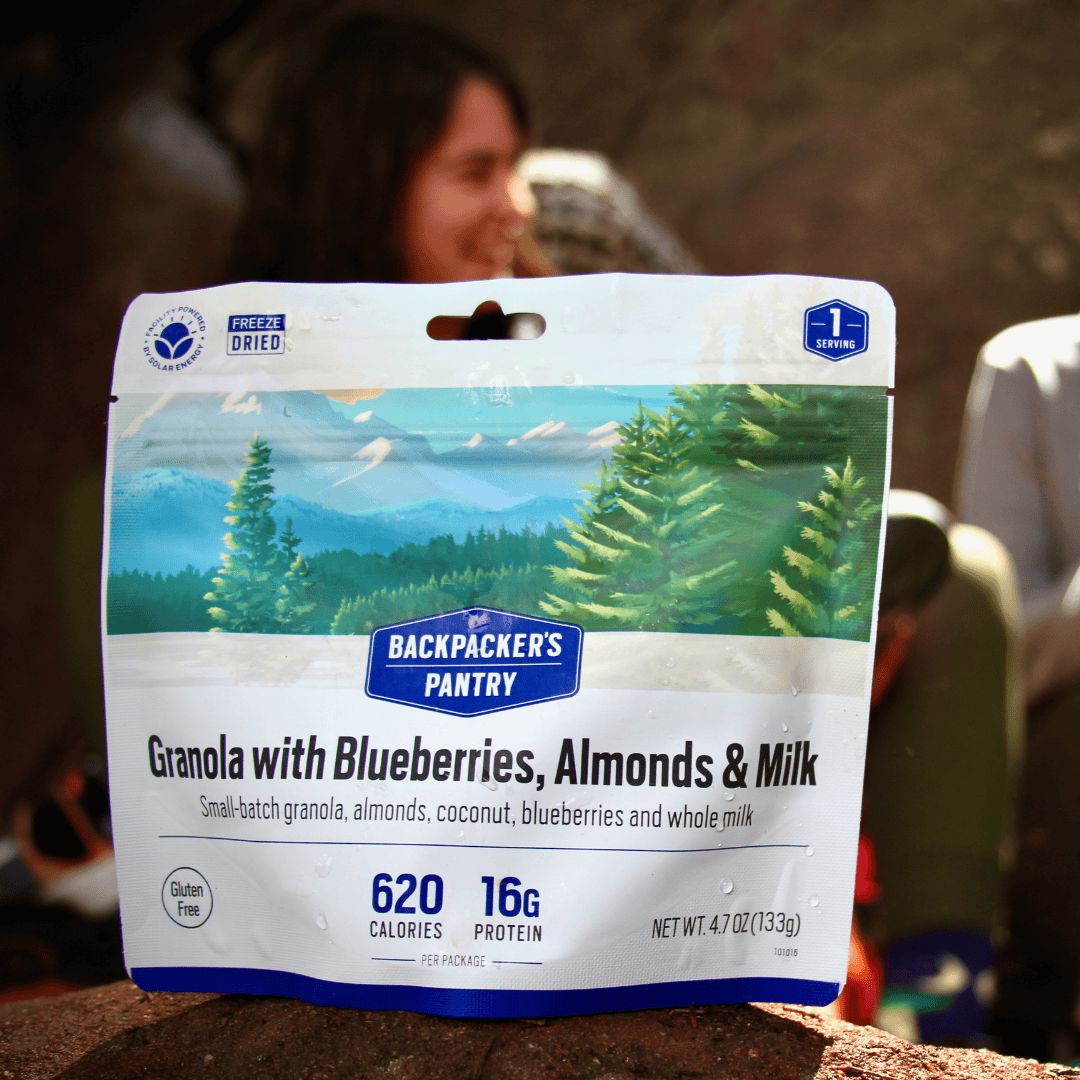 FACILITY POWERED
BY SOLAR ENERGY
FREEZE
DRIED
1
SERVING
BACKPACKER'S
PANTRY
Granola with Blueberries, Almonds & Milk
Small-batch granola, almonds, coconut, blueberries and whole milk
Gluten
Free
620
CALORIES
16G
PROTEIN
PER PACKAGE
NET WT. 4.7 OZ (133g)
101016